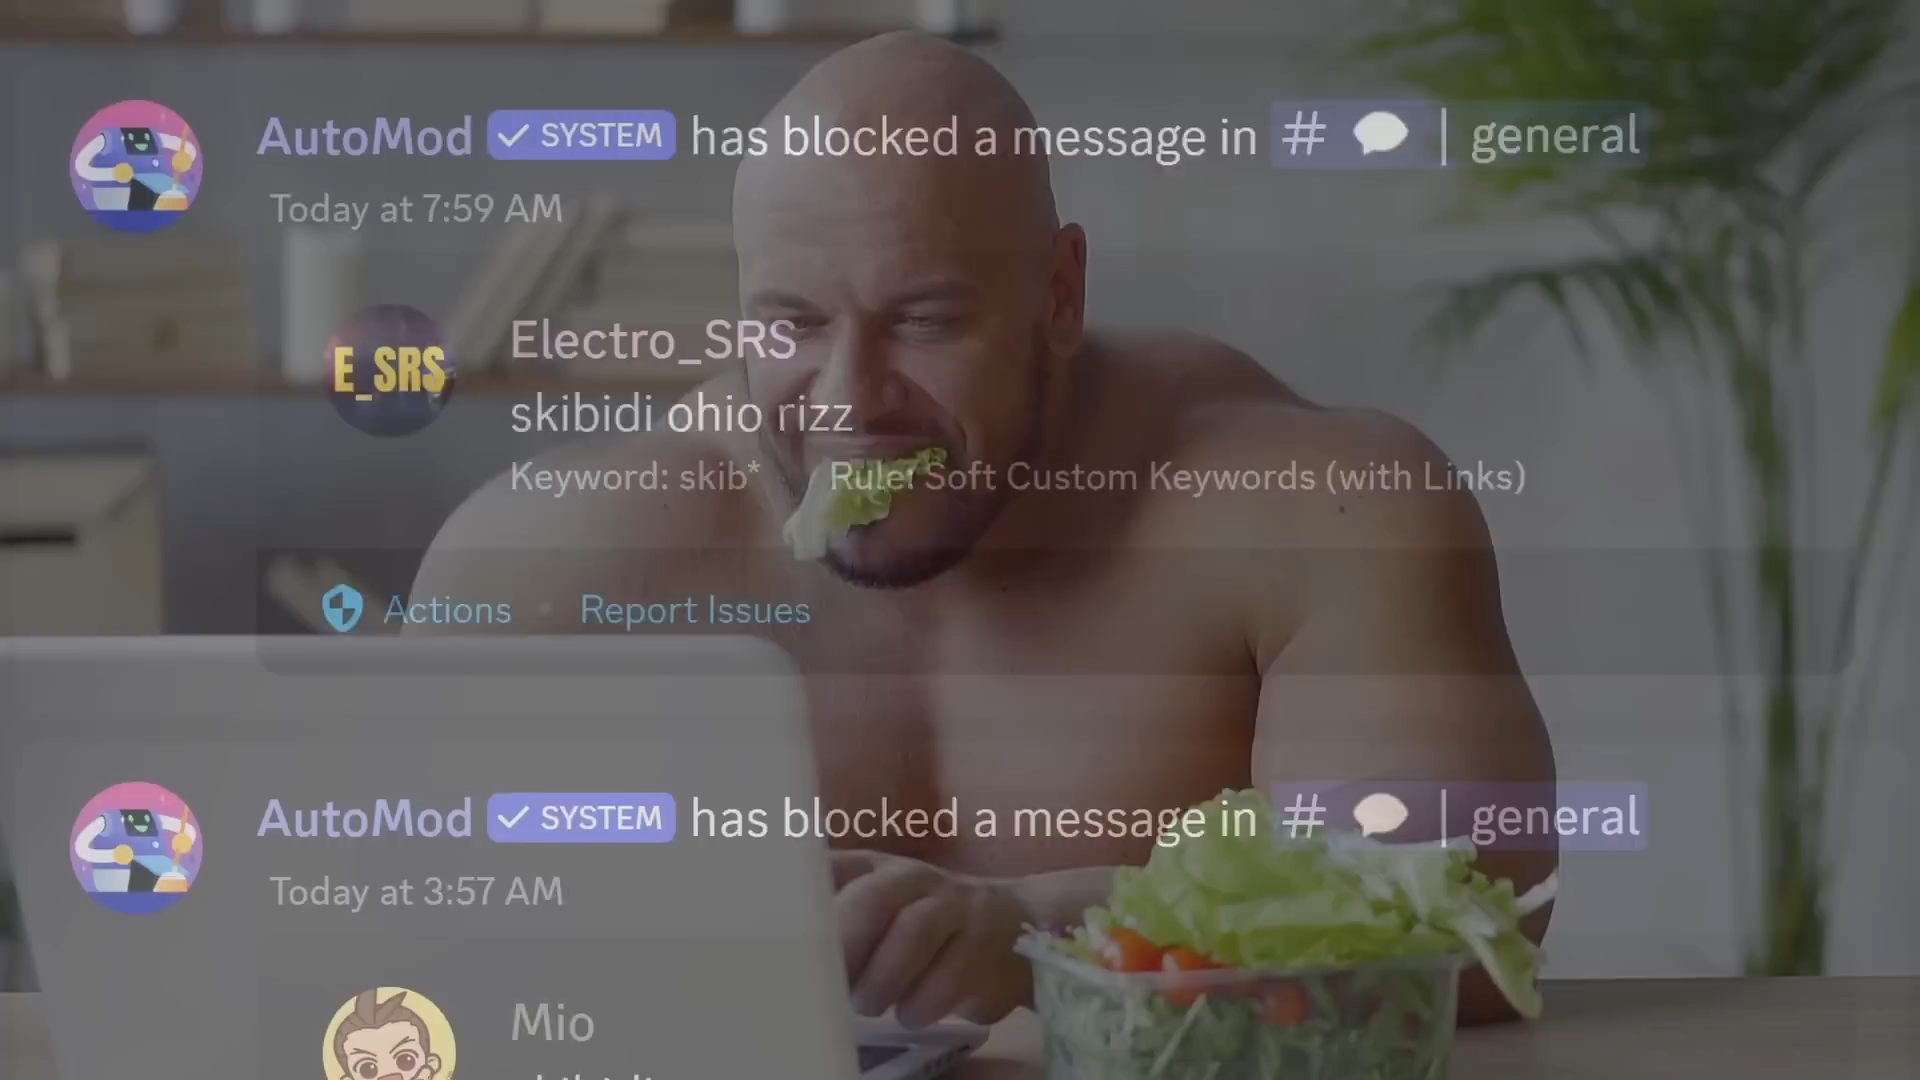 AutoMod ✓ SYSTEM has blocked a message in # 💬 | general
Today at 7:59 AM
E_SRS
Electro_SRS
skibidi ohio rizz
Keyword: skib* Rule: Soft Custom Keywords (with Links)
Actions • Report Issues
AutoMod ✓ SYSTEM has blocked a message in # 💬 | general
Today at 3:57 AM
Mio